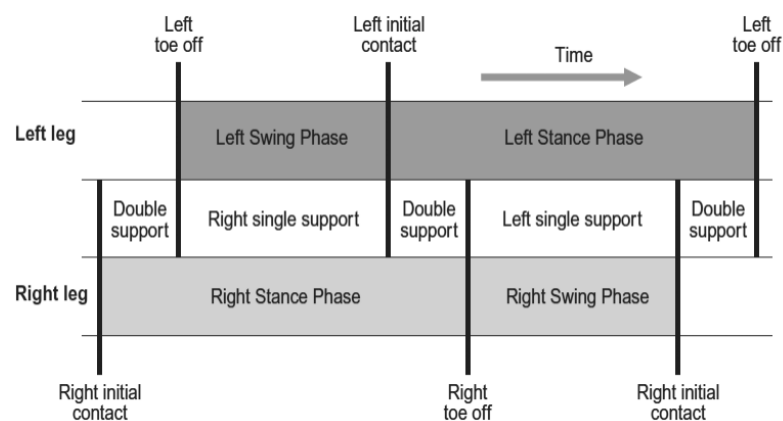 Left
toe off
Left initial
contact
Time
Left
toe off
Left leg
Left Swing Phase
Left Stance Phase
Double
support
Right single support
Double
support
Left single support
Double
support
Right leg
Right Stance Phase
Right Swing Phase
Right initial
contact
Right
toe off
Right initial
contact